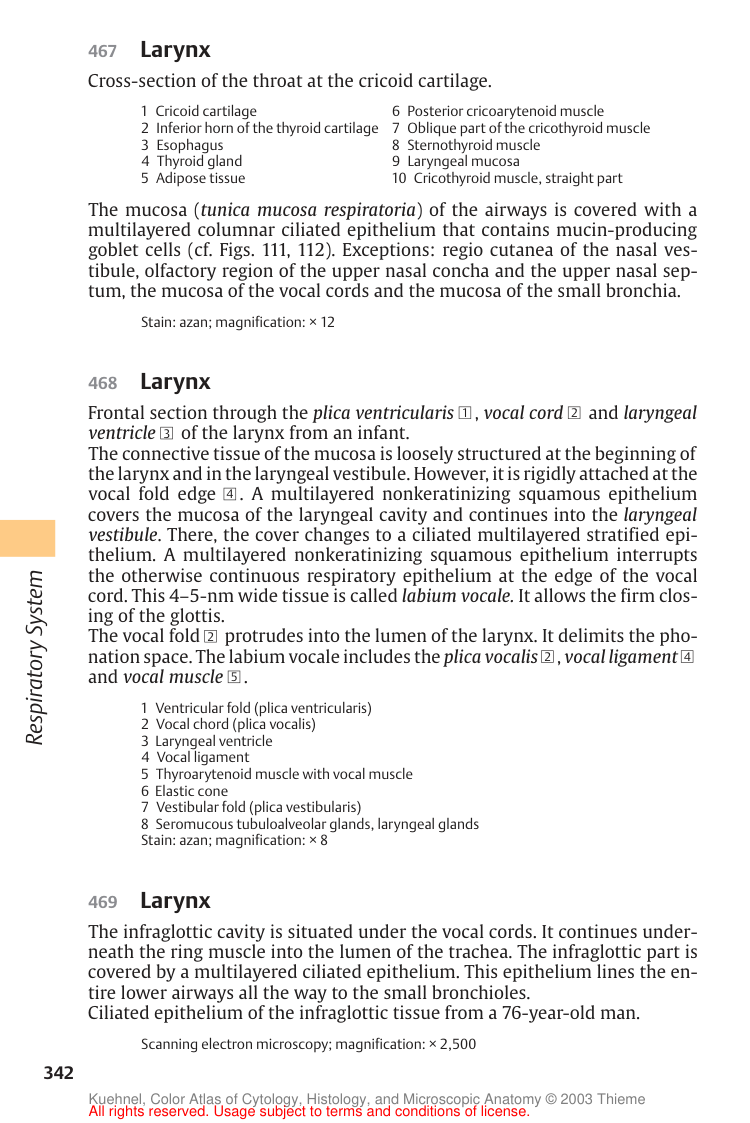 467 Larynx
Cross-section of the throat at the cricoid cartilage.
1 Cricoid cartilage
2 Inferior horn of the thyroid cartilage
3 Esophagus
4 Thyroid gland
5 Adipose tissue
6 Posterior cricoarytenoid muscle
7 Oblique part of the cricothyroid muscle
8 Sternothyroid muscle
9 Laryngeal mucosa
10 Cricothyroid muscle, straight part
The mucosa (tunica mucosa respiratoria) of the airways is covered with a
multilayered columnar ciliated epithelium that contains mucin-producing
goblet cells (cf. Figs. 111, 112). Exceptions: regio cutanea of the nasal ves-
tibule, olfactory region of the upper nasal concha and the upper nasal sep-
tum, the mucosa of the vocal cords and the mucosa of the small bronchia.
Stain: azan; magnification: × 12
468 Larynx
Frontal section through the plica ventricularis 1, vocal cord 2 and laryngeal
ventricle 3 of the larynx from an infant.
The connective tissue of the mucosa is loosely structured at the beginning of
the larynx and in the laryngeal vestibule. However, it is rigidly attached at the
vocal fold edge 4. A multilayered nonkeratinizing squamous epithelium
covers the mucosa of the laryngeal cavity and continues into the laryngeal
vestibule. There, the cover changes to a ciliated multilayered stratified epi-
thelium. A multilayered nonkeratinizing squamous epithelium interrupts
the otherwise continuous respiratory epithelium at the edge of the vocal
cord. This 4–5-nm wide tissue is called labium vocale. It allows the firm clos-
ing of the glottis.
The vocal fold 2 protrudes into the lumen of the larynx. It delimits the pho-
nation space. The labium vocale includes the plica vocalis 2, vocal ligament 4
and vocal muscle 5.
1 Ventricular fold (plica ventricularis)
2 Vocal chord (plica vocalis)
3 Laryngeal ventricle
4 Vocal ligament
5 Thyroarytenoid muscle with vocal muscle
6 Elastic cone
7 Vestibular fold (plica vestibularis)
8 Seromucous tubuloalveolar glands, laryngeal glands
Stain: azan; magnification: × 8
469 Larynx
The infraglottic cavity is situated under the vocal cords. It continues under-
neath the ring muscle into the lumen of the trachea. The infraglottic part is
covered by a multilayered ciliated epithelium. This epithelium lines the en-
tire lower airways all the way to the small bronchioles.
Ciliated epithelium of the infraglottic tissue from a 76-year-old man.
Scanning electron microscopy; magnification: × 2,500
Respiratory System
342
Kuehnel, Color Atlas of Cytology, Histology, and Microscopic Anatomy © 2003 Thieme
All rights reserved. Usage subject to terms and conditions of license.